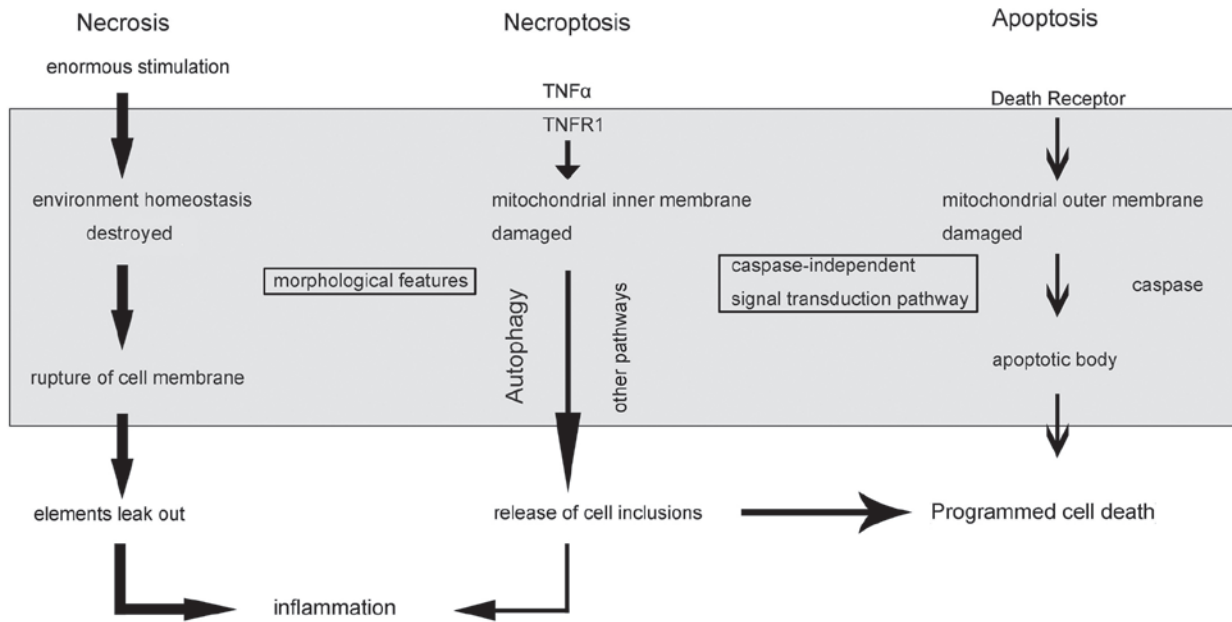 Necrosis
enormous stimulation
environment homeostasis
destroyed
rupture of cell membrane
elements leak out
morphological features
Necroptosis
TNFα
TNFR1
mitochondrial inner membrane
damaged
Autophagy
other pathways
release of cell inclusions
inflammation
caspase-independent
signal transduction pathway
Apoptosis
Death Receptor
mitochondrial outer membrane
damaged
caspase
apoptotic body
Programmed cell death